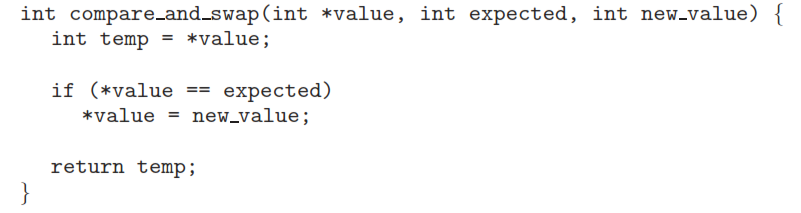 int compare_and_swap(int *value, int expected, int new_value) {
int temp = *value;
if (*value == expected)
*value = new_value;
return temp;
}